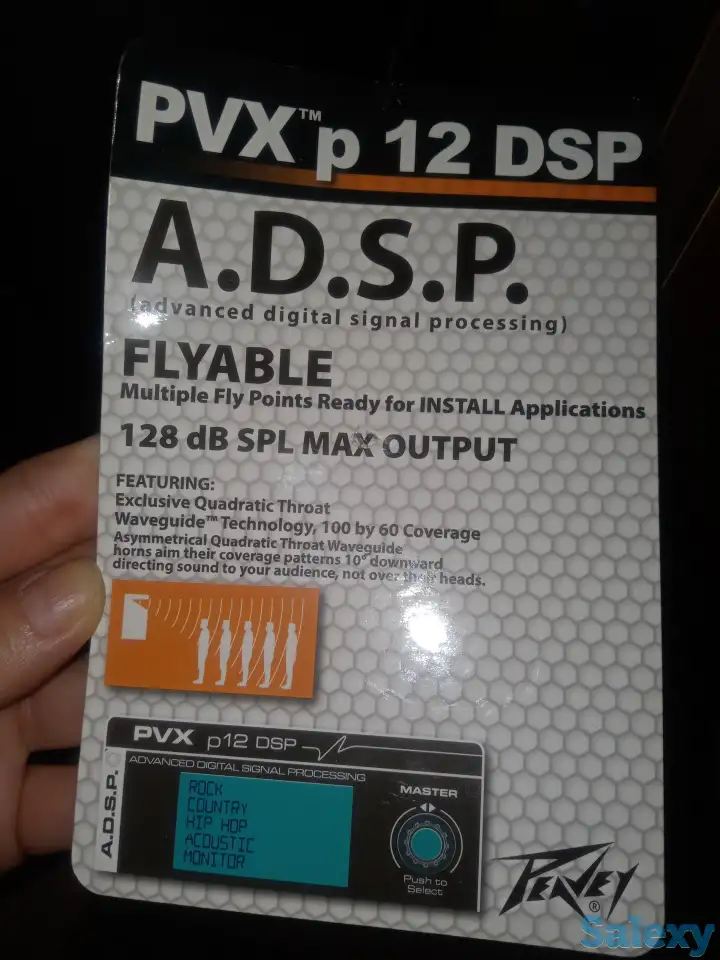 PVX™ p 12 DSP
A.D.S.P.
(advanced digital signal processing)
FLYABLE
Multiple Fly Points Ready for INSTALL Applications
128 dB SPL MAX OUTPUT
FEATURING:
Exclusive Quadratic Throat
Waveguide™ Technology, 100 by 60 Coverage
Asymmetrical Quadratic Throat Waveguide
horns aim their coverage patterns 10° downward
directing sound to your audience, not over their heads.
PVX p12 DSP
ADVANCED DIGITAL SIGNAL PROCESSING
A.D.S.P.
ROCK
COUNTRY
HIP HOP
ACOUSTIC
MONITOR
MASTER
Push to
Select
PEAVEY®
Salexy